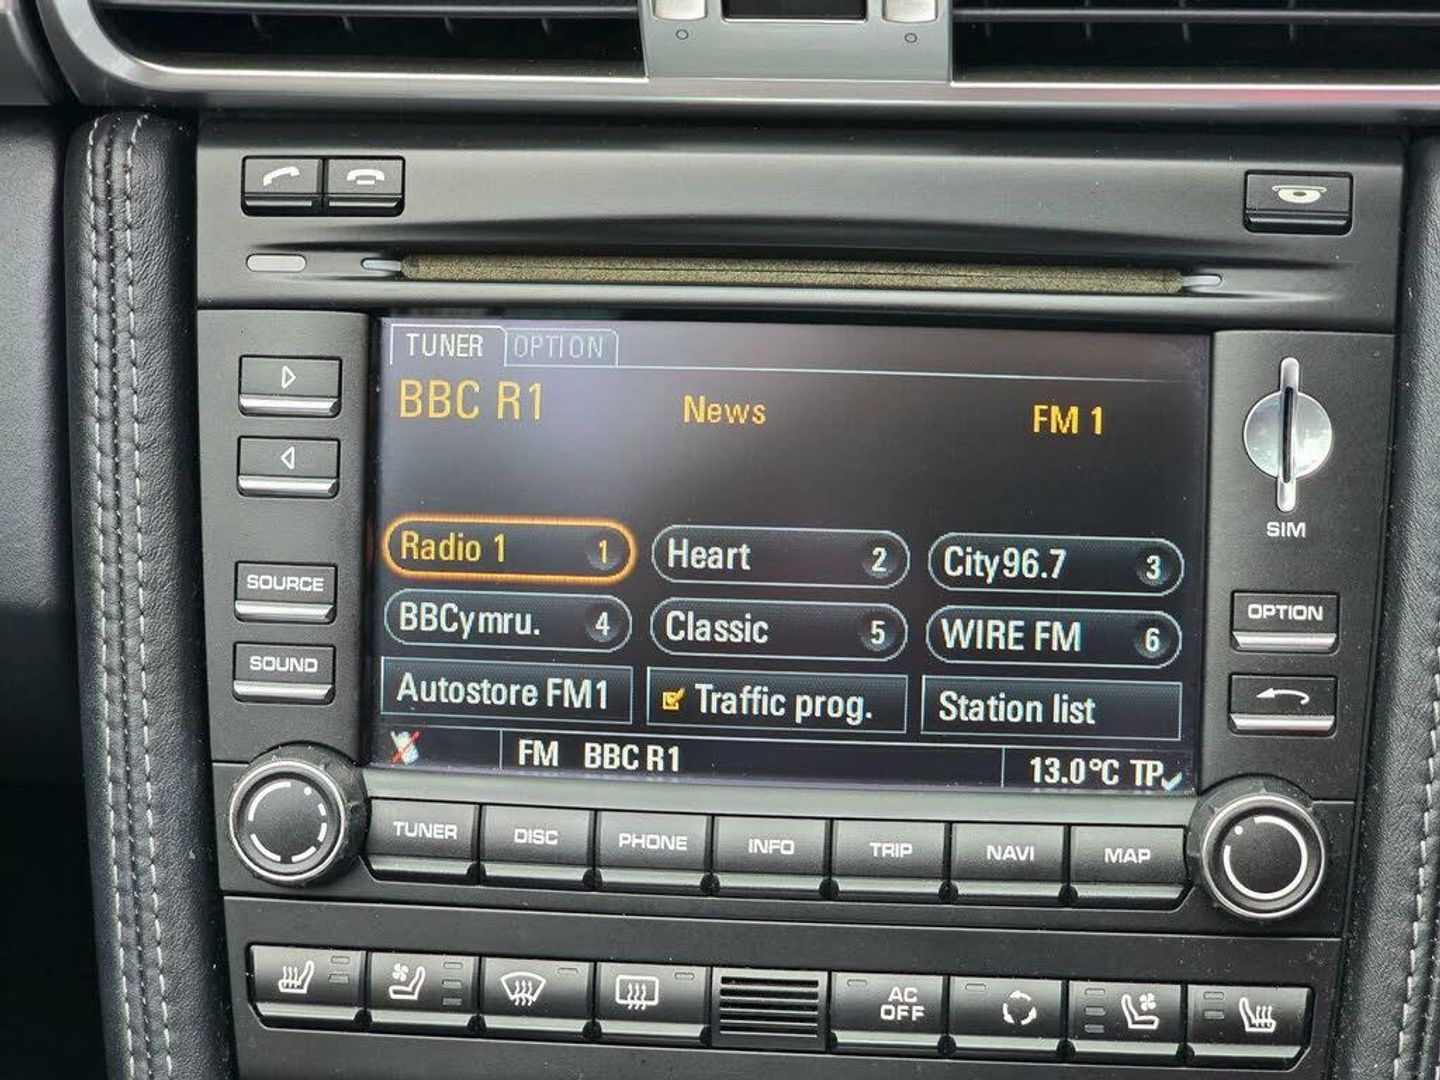 TUNER OPTION
BBC R1 News FM 1
SIM
Radio 1 1 Heart 2 City96.7 3
SOURCE
BBCymru. 4 Classic 5 WIRE FM 6
OPTION
SOUND
Autostore FM1 Traffic prog. Station list
FM BBC R1 13.0°C TP
TUNER DISC PHONE INFO TRIP NAVI MAP
AC
OFF